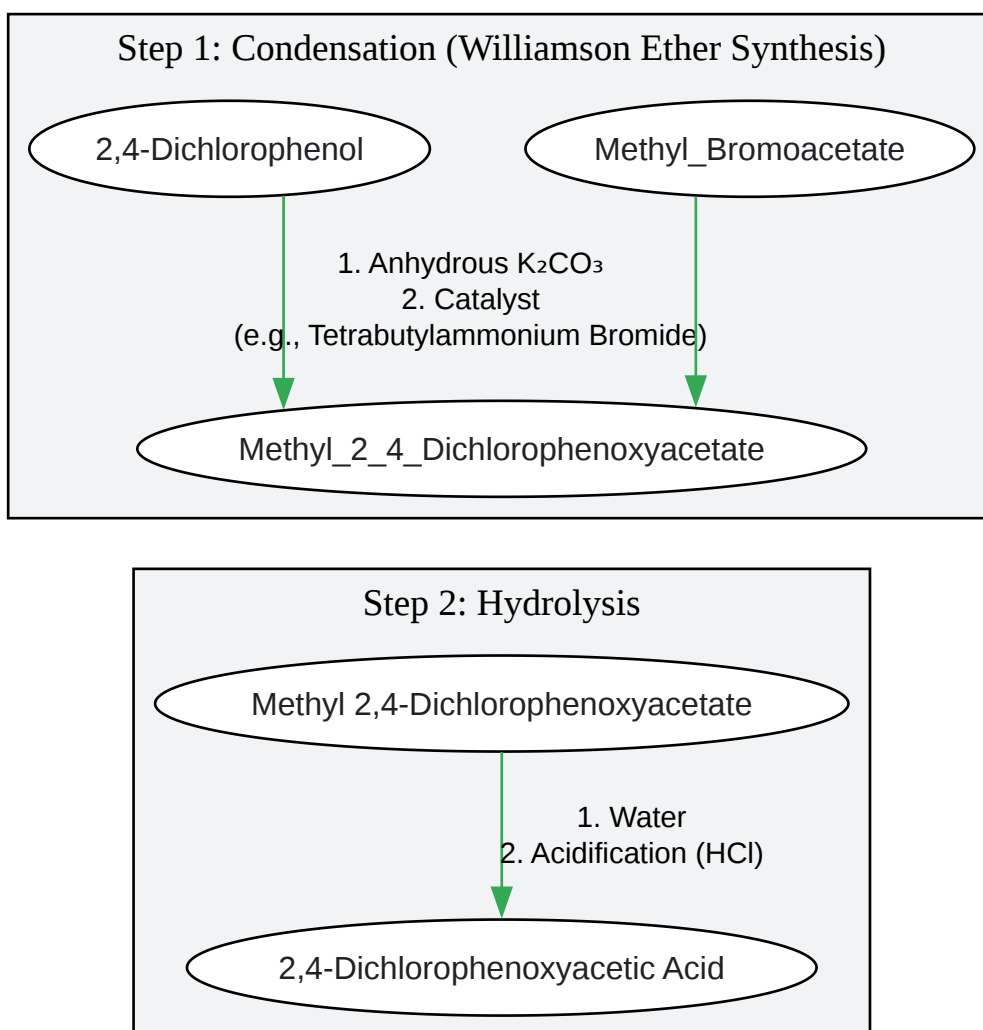 Step 1: Condensation (Williamson Ether Synthesis)
2,4-Dichlorophenol
Methyl_Bromoacetate
1. Anhydrous K₂CO₃
2. Catalyst
(e.g., Tetrabutylammonium Bromide)
Methyl_2_4_Dichlorophenoxyacetate
Step 2: Hydrolysis
Methyl 2,4-Dichlorophenoxyacetate
1. Water
2. Acidification (HCl)
2,4-Dichlorophenoxyacetic Acid